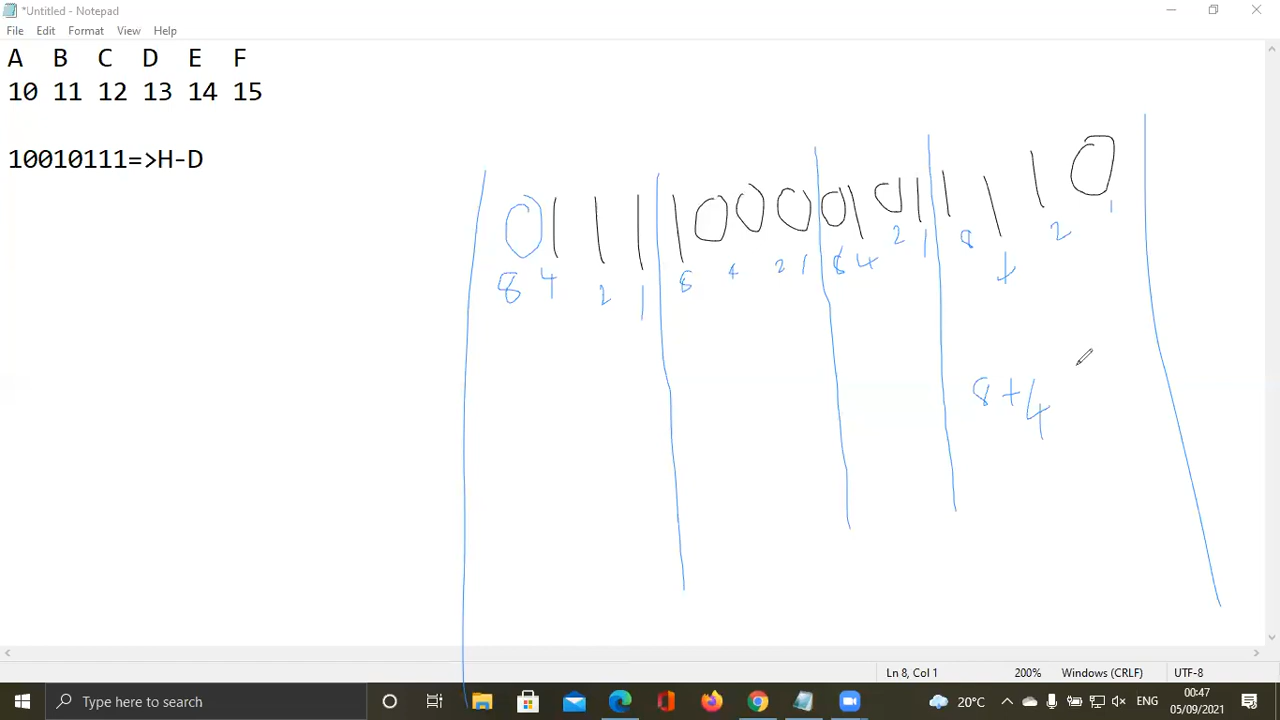 *Untitled - Notepad
File Edit Format View Help
A B C D E F
10 11 12 13 14 15
10010111=>H-D
0 1 1 1 1 0 0 0 0 1 0 1 1 1 1 0
8 4 2 1 8 4 2 1 8 4 2 1 8 4 2 1
8 + 4
Ln 8, Col 1 200% Windows (CRLF) UTF-8
Type here to search 20°C ENG 00:47
05/09/2021